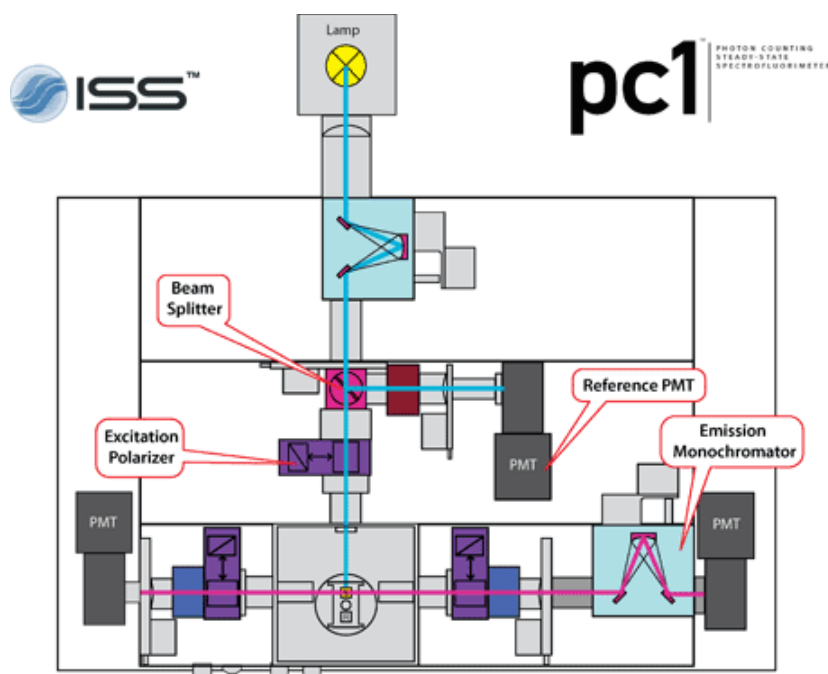 Lamp
ISS™
pc1™
PHOTON COUNTING
STEADY-STATE
SPECTROFLUORIMETER
Beam
Splitter
Reference PMT
Excitation
Polarizer
Emission
Monochromator
PMT
PMT
PMT